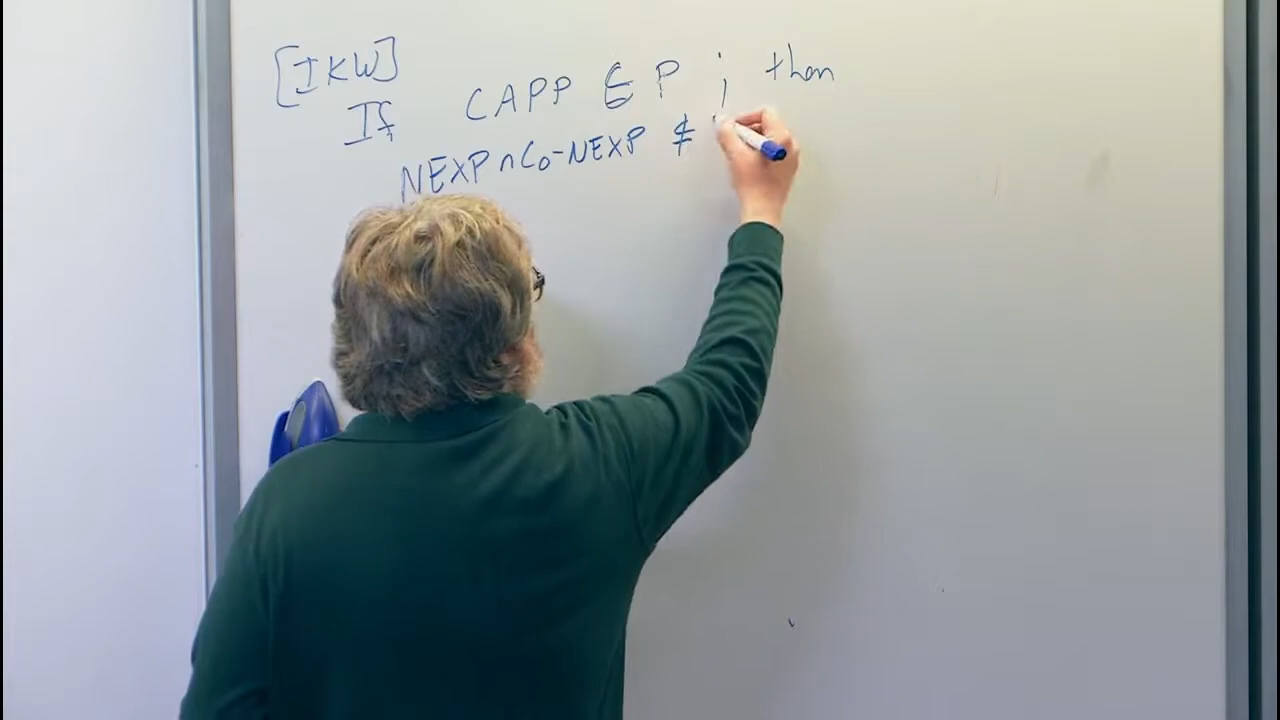 [IKW]
If CAPP ∈ P ; then
NEXP ∩ Co-NEXP ⊄